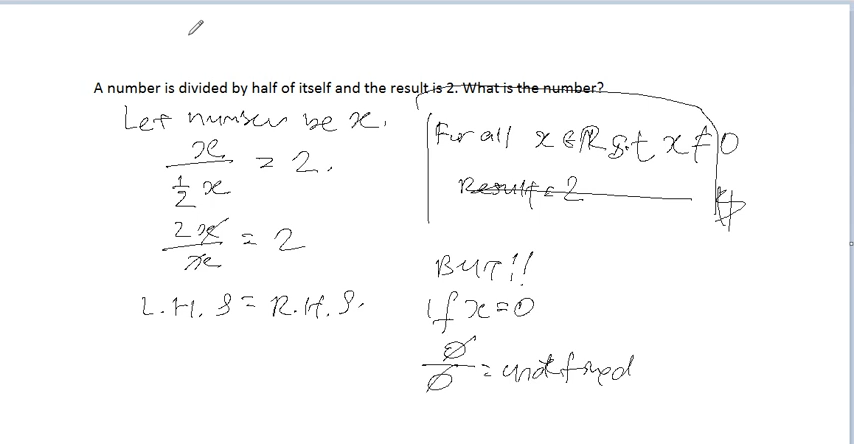 A number is divided by half of itself and the result is 2. What is the number?
Let number be x.
x / ½ x = 2.
2x / x = 2
L.H.S = R.H.S.
For all x ∈ R s.t x ≠ 0
Result = 2
BUT!!
If x = 0
0 / 0 = undefined